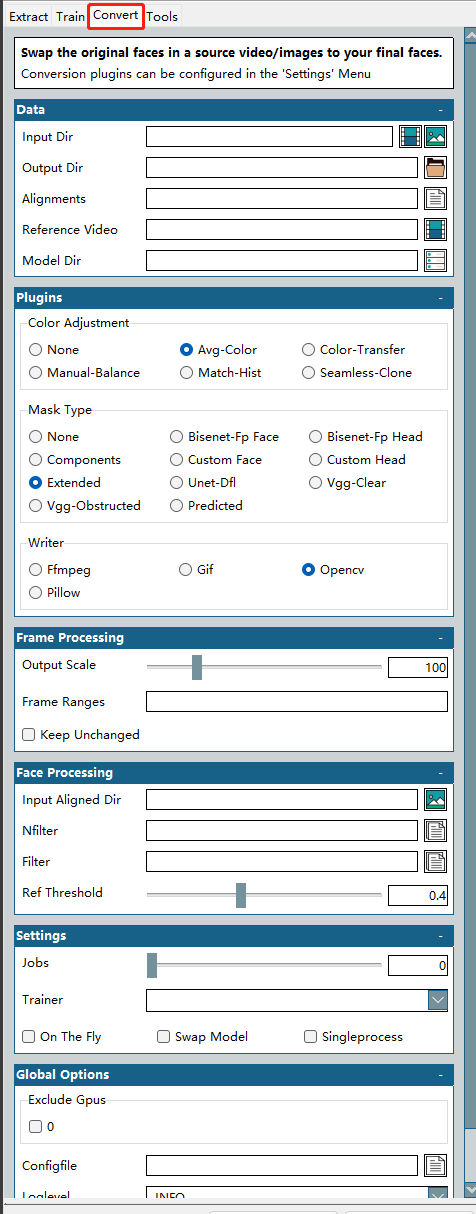 Extract Train Convert Tools
Swap the original faces in a source video/images to your final faces.
Conversion plugins can be configured in the 'Settings' Menu
Data -
Input Dir
Output Dir
Alignments
Reference Video
Model Dir
Plugins -
Color Adjustment
None Avg-Color Color-Transfer
Manual-Balance Match-Hist Seamless-Clone
Mask Type
None Bisenet-Fp Face Bisenet-Fp Head
Components Custom Face Custom Head
Extended Unet-Dfl Vgg-Clear
Vgg-Obstructed Predicted
Writer
Ffmpeg Gif Opencv
Pillow
Frame Processing -
Output Scale 100
Frame Ranges
Keep Unchanged
Face Processing -
Input Aligned Dir
Nfilter
Filter
Ref Threshold 0.4
Settings -
Jobs 0
Trainer
On The Fly Swap Model Singleprocess
Global Options -
Exclude Gpus
0
Configfile
Loglevel INFO